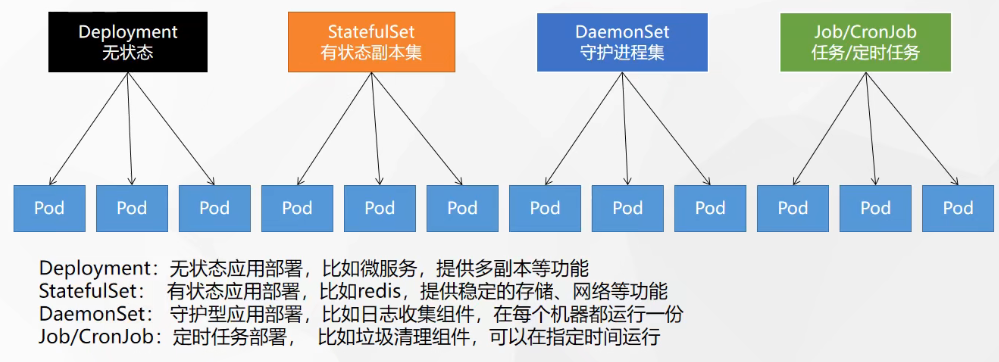 Deployment
无状态
StatefulSet
有状态副本集
DaemonSet
守护进程集
Job/CronJob
任务/定时任务
Pod Pod Pod Pod Pod Pod Pod Pod Pod Pod Pod Pod
Deployment：无状态应用部署，比如微服务，提供多副本等功能
StatefulSet： 有状态应用部署，比如redis，提供稳定的存储、网络等功能
DaemonSet：守护型应用部署，比如日志收集组件，在每个机器都运行一份
Job/CronJob：定时任务部署， 比如垃圾清理组件，可以在指定时间运行